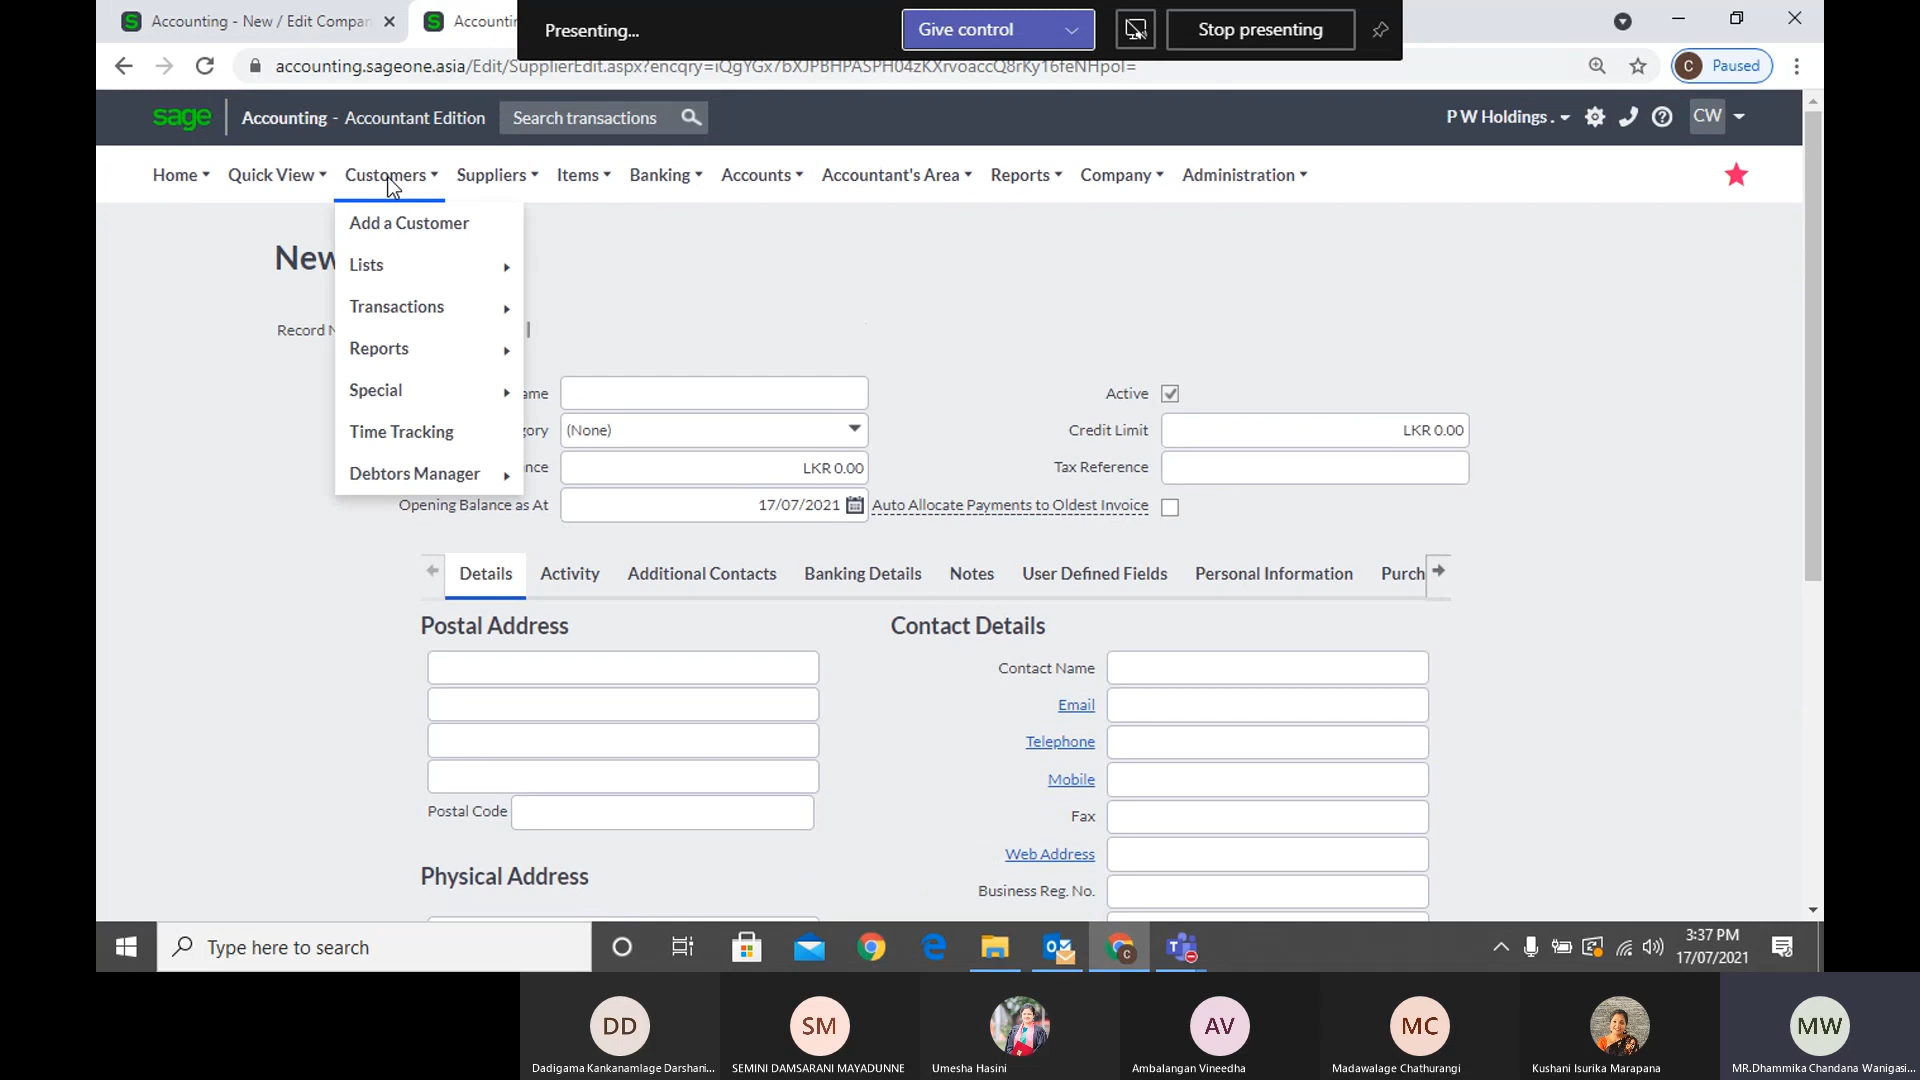 Accounting - New / Edit Compan
Accountin
Presenting...
Give control
Stop presenting
accounting.sageone.asia/Edit/SupplierEdit.aspx?encqry=
C
Paused
sage
Accounting - Accountant Edition
Search transactions
P W Holdings .
CW
Home
Quick View
Customers
Suppliers
Items
Banking
Accounts
Accountant's Area
Reports
Company
Administration
Add a Customer
Lists
Transactions
Reports
Special
Time Tracking
Debtors Manager
New
Record N
ame
Active
gory
(None)
Credit Limit
LKR 0.00
nce
LKR 0.00
Tax Reference
Opening Balance as At
17/07/2021
Auto Allocate Payments to Oldest Invoice
Details
Activity
Additional Contacts
Banking Details
Notes
User Defined Fields
Personal Information
Purch
Postal Address
Contact Details
Contact Name
Email
Telephone
Mobile
Postal Code
Fax
Web Address
Physical Address
Business Reg. No.
Type here to search
3:37 PM
17/07/2021
DD
SM
AV
MC
MW
Dadigama Kankanamlage Darshani...
SEMINI DAMSARANI MAYADUNNE
Umesha Hasini
Ambalangan Vineedha
Madawalage Chathurangi
Kushani Isurika Marapana
MR.Dhammika Chandana Wanigasi...